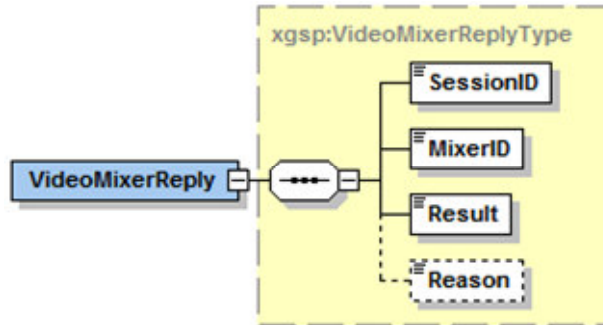 xgsp:VideoMixerReplyType
SessionID
MixerID
VideoMixerReply
Result
Reason